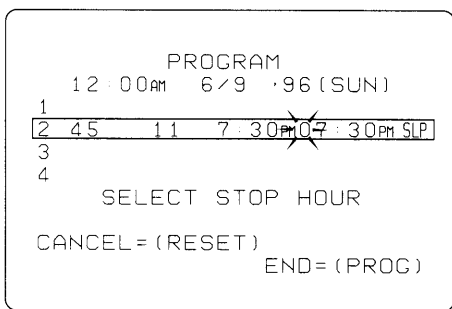 PROGRAM
12:00AM 6/9 '96(SUN)
1
2 45 11 7:30PM 07:30PM SLP
3
4
SELECT STOP HOUR
CANCEL=(RESET)
END=(PROG)